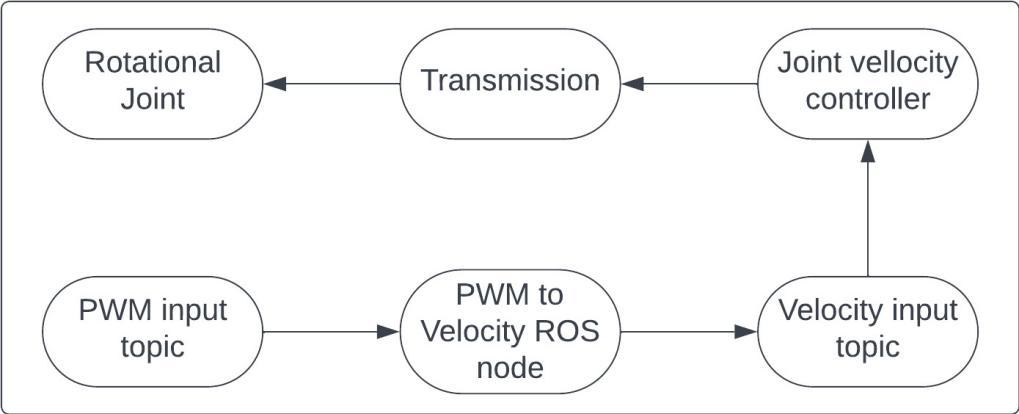 Rotational
Joint
Transmission
Joint vellocity
controller
PWM input
topic
PWM to
Velocity ROS
node
Velocity input
topic